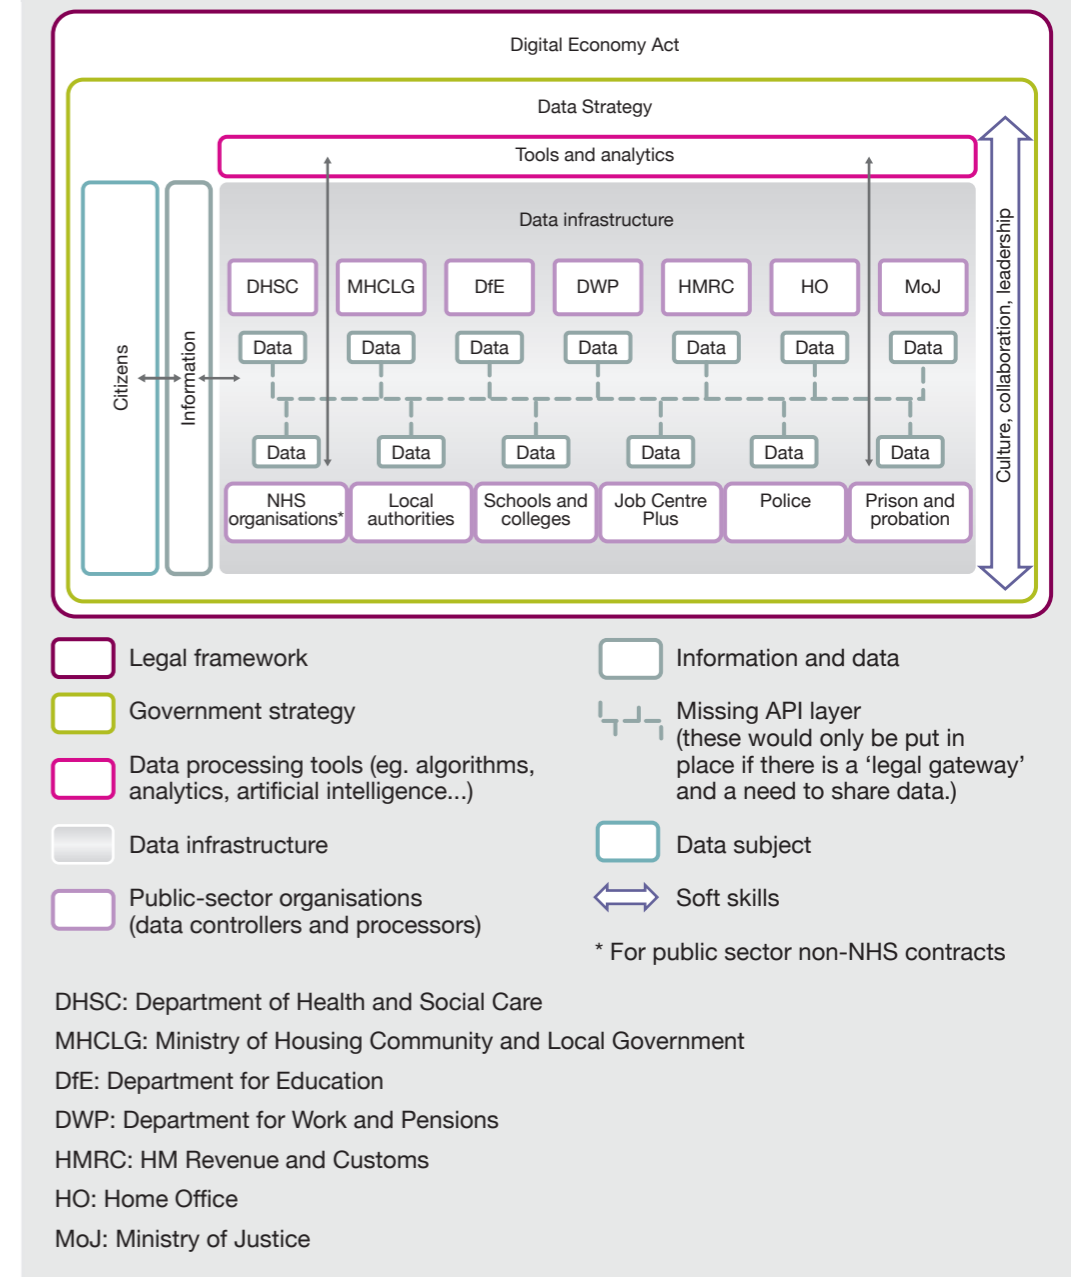 Digital Economy Act
Data Strategy
Tools and analytics
Data infrastructure
Citizens
Information
DHSC
MHCLG
DfE
DWP
HMRC
HO
MoJ
Data
Data
Data
Data
Data
Data
Data
Data
Data
Data
Data
Data
Data
NHS
organisations*
Local
authorities
Schools and
colleges
Job Centre
Plus
Police
Prison and
probation
Culture, collaboration, leadership
Legal framework
Government strategy
Data processing tools (eg. algorithms,
analytics, artificial intelligence...)
Data infrastructure
Public-sector organisations
(data controllers and processors)
Information and data
Missing API layer
(these would only be put in
place if there is a ‘legal gateway’
and a need to share data.)
Data subject
Soft skills
* For public sector non-NHS contracts
DHSC: Department of Health and Social Care
MHCLG: Ministry of Housing Community and Local Government
DfE: Department for Education
DWP: Department for Work and Pensions
HMRC: HM Revenue and Customs
HO: Home Office
MoJ: Ministry of Justice